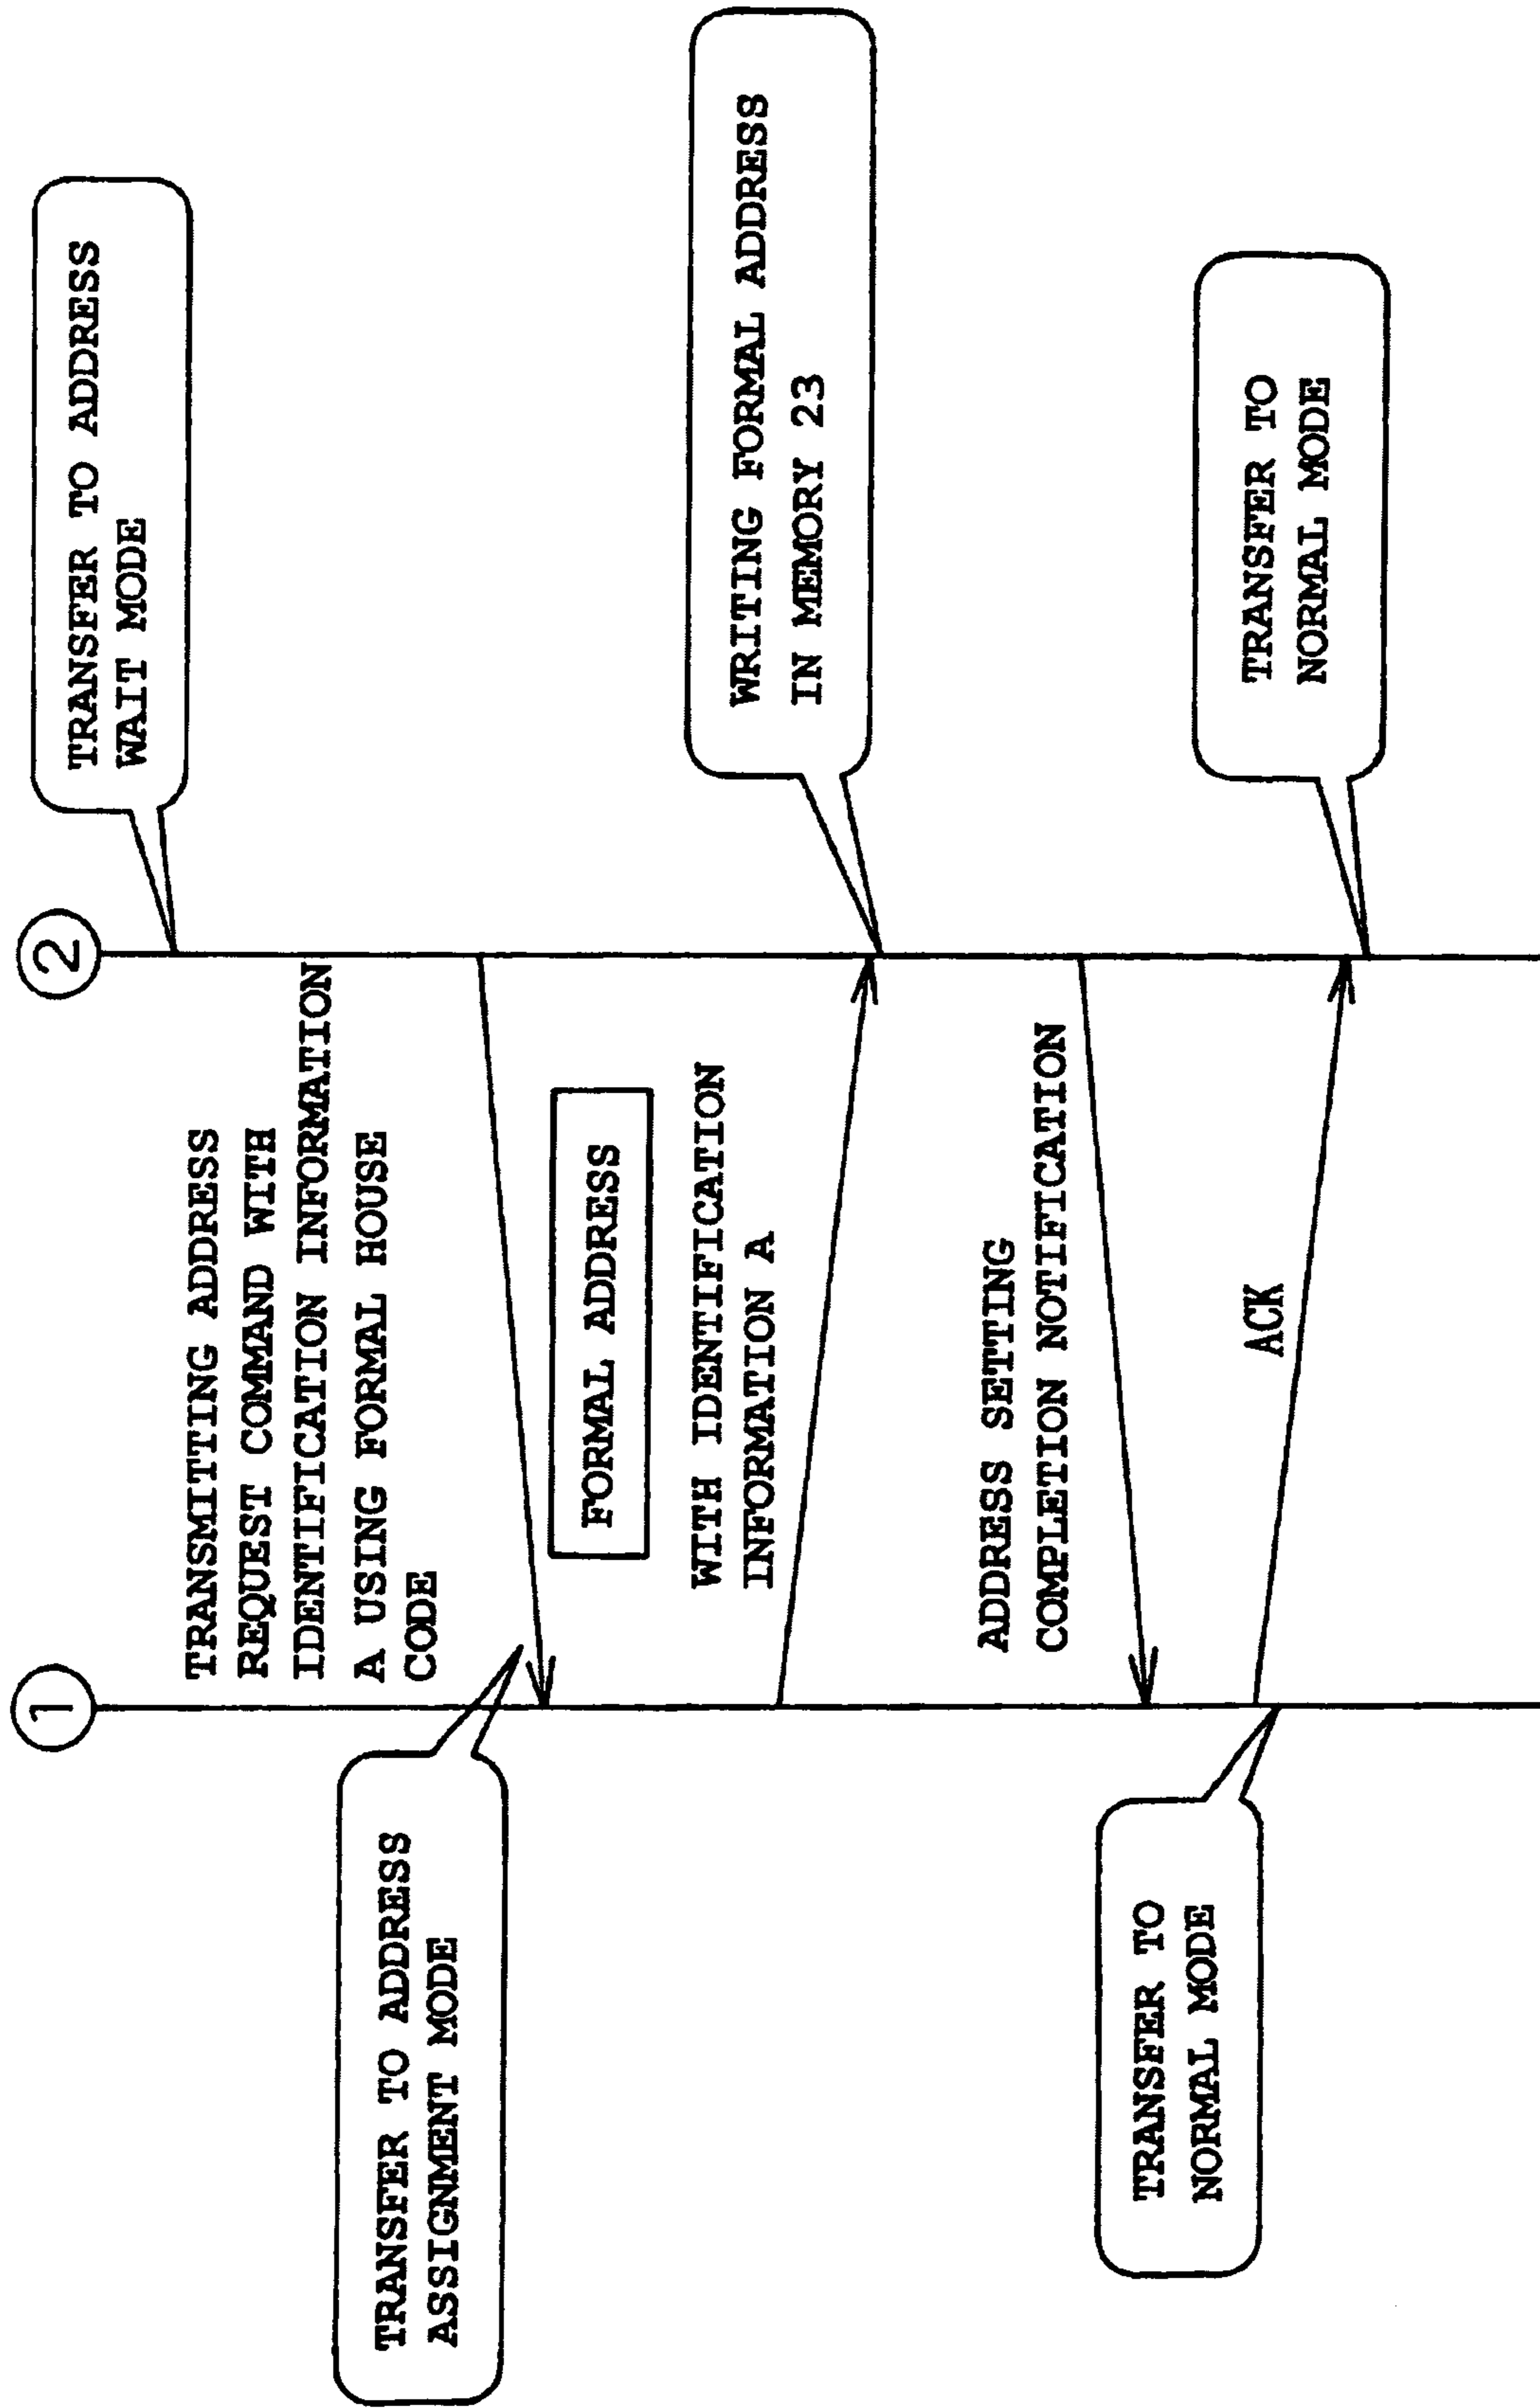 1
2
TRANSFER TO ADDRESS
WAIT MODE
TRANSMITTING ADDRESS
REQUEST COMMAND WITH
IDENTIFICATION INFORMATION
A USING FORMAL HOUSE
CODE
TRANSFER TO ADDRESS
ASSIGNMENT MODE
FORMAL ADDRESS
WITH IDENTIFICATION
INFORMATION A
WRITING FORMAL ADDRESS
IN MEMORY 23
ADDRESS SETTING
COMPLETION NOTIFICATION
TRANSFER TO
NORMAL MODE
ACK
TRANSFER TO
NORMAL MODE